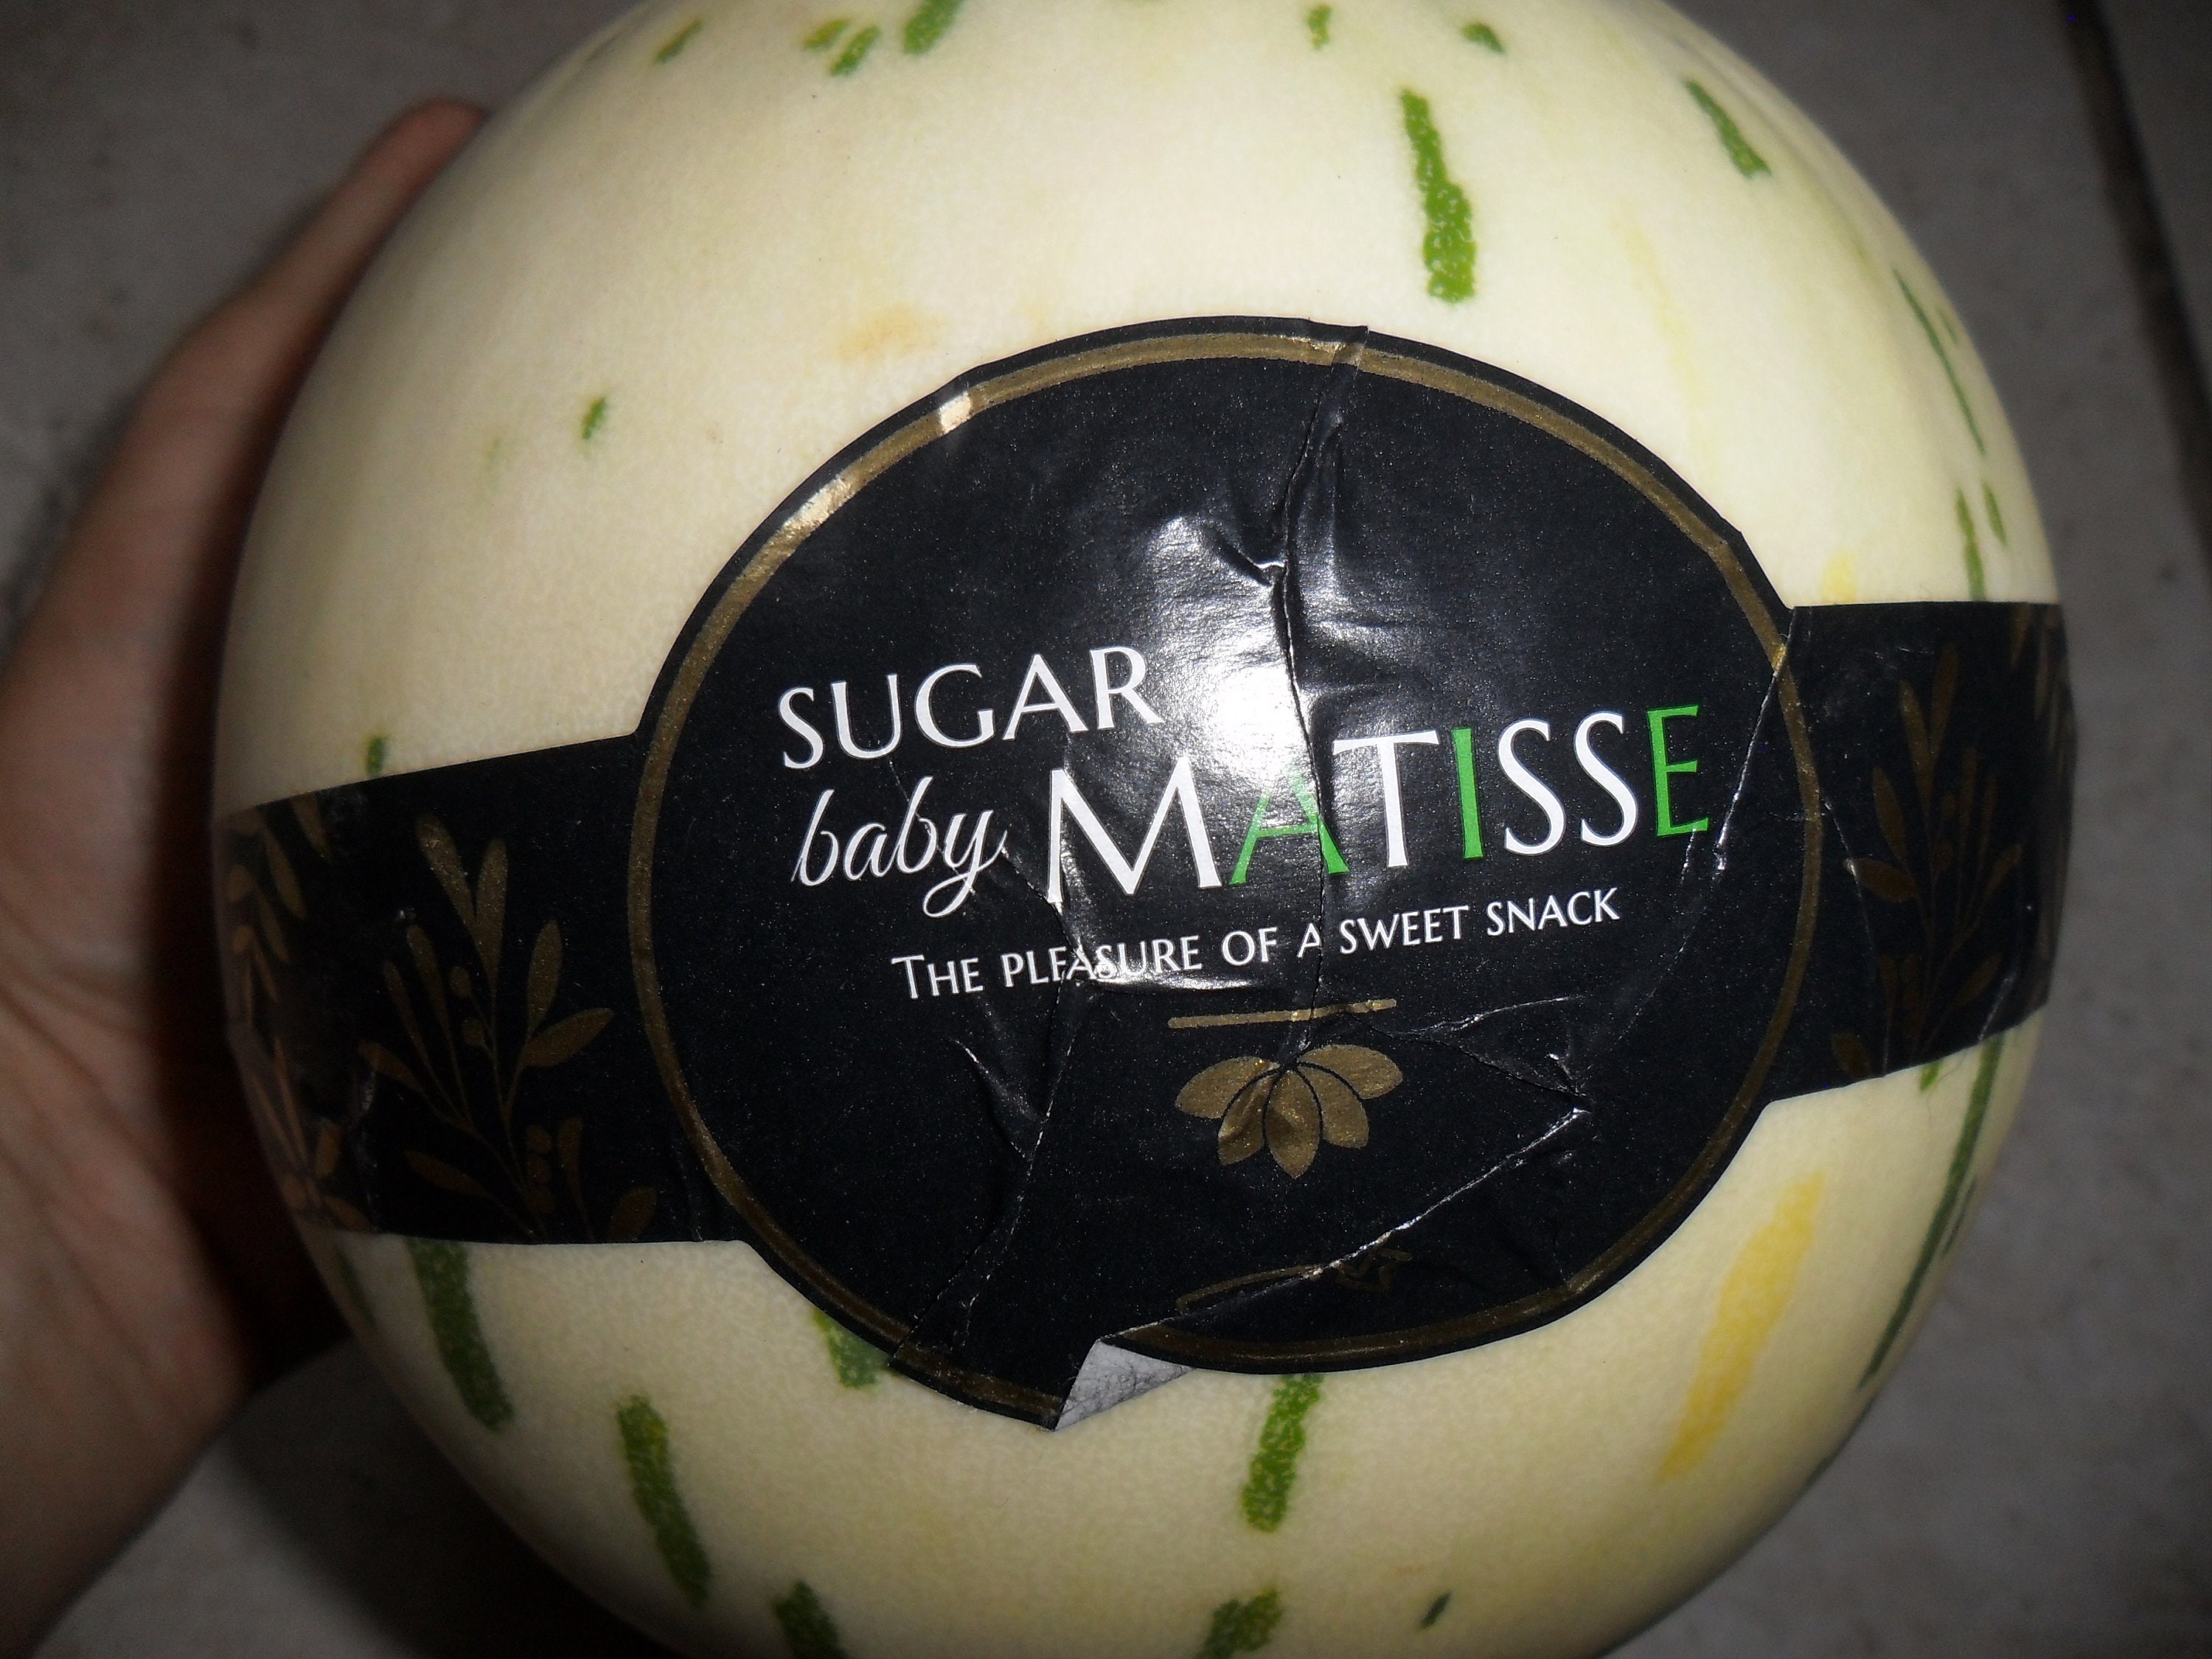 SUGAR
baby MATISSE
THE PLEASURE OF A SWEET SNACK